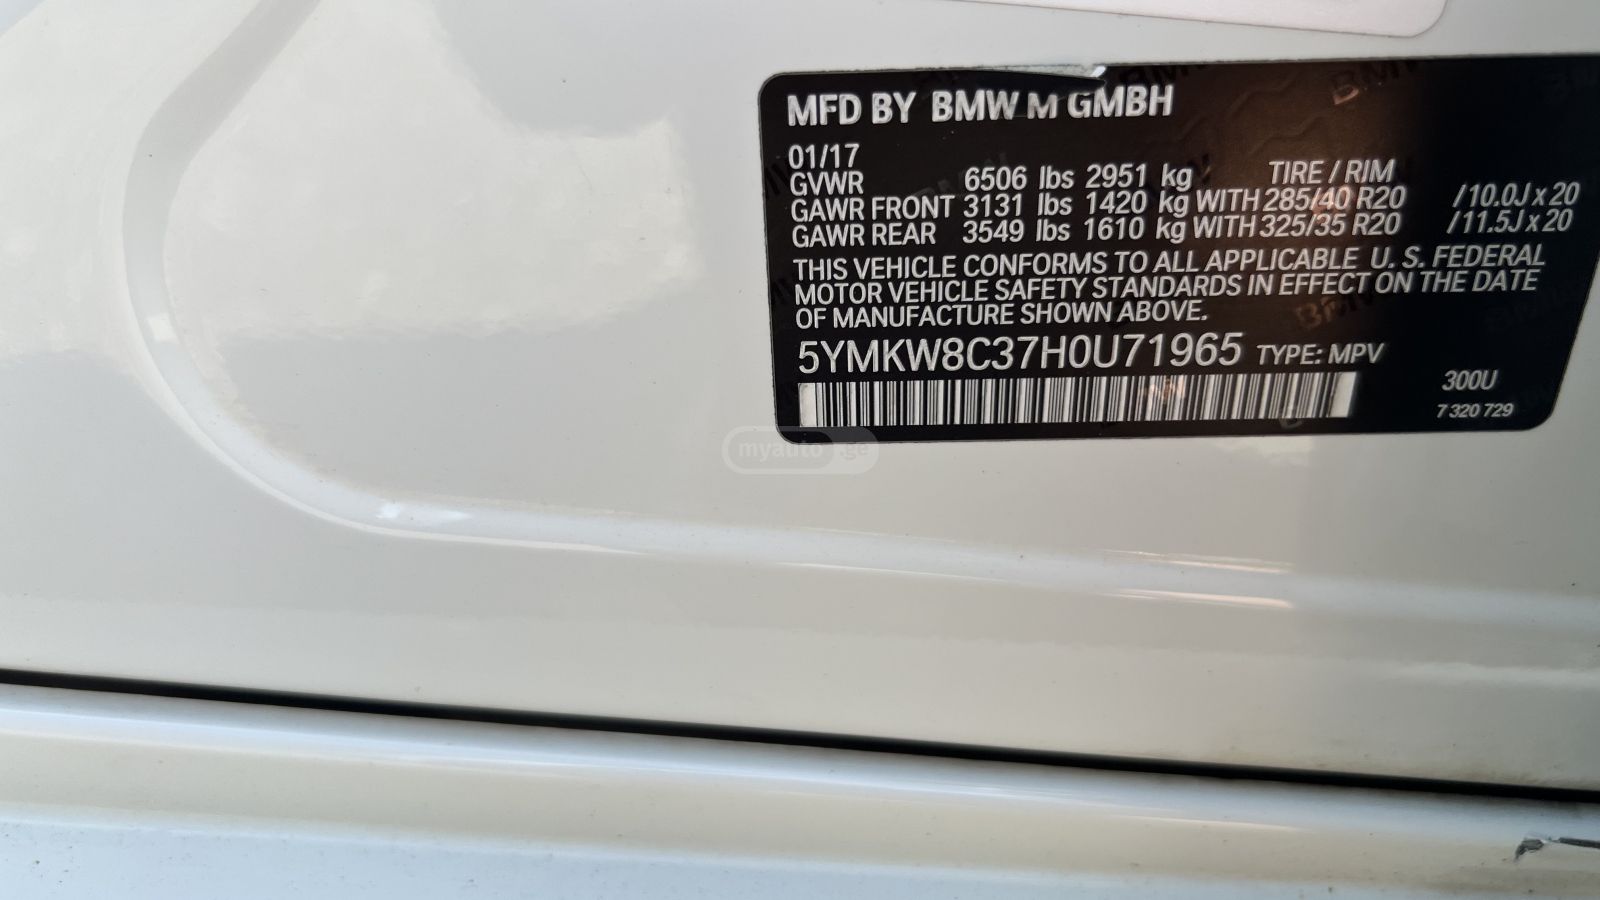 MFD BY BMW M GMBH
01/17
TIRE / RIM
GVWR 6506 lbs 2951 kg
GAWR FRONT 3131 lbs 1420 kg WITH 285/40 R20 /10.0J x 20
GAWR REAR 3549 lbs 1610 kg WITH 325/35 R20 /11.5J x 20
THIS VEHICLE CONFORMS TO ALL APPLICABLE U. S. FEDERAL
MOTOR VEHICLE SAFETY STANDARDS IN EFFECT ON THE DATE
OF MANUFACTURE SHOWN ABOVE.
5YMKW8C37H0U71965 TYPE: MPV
300U
7 320 729
myauto.ge